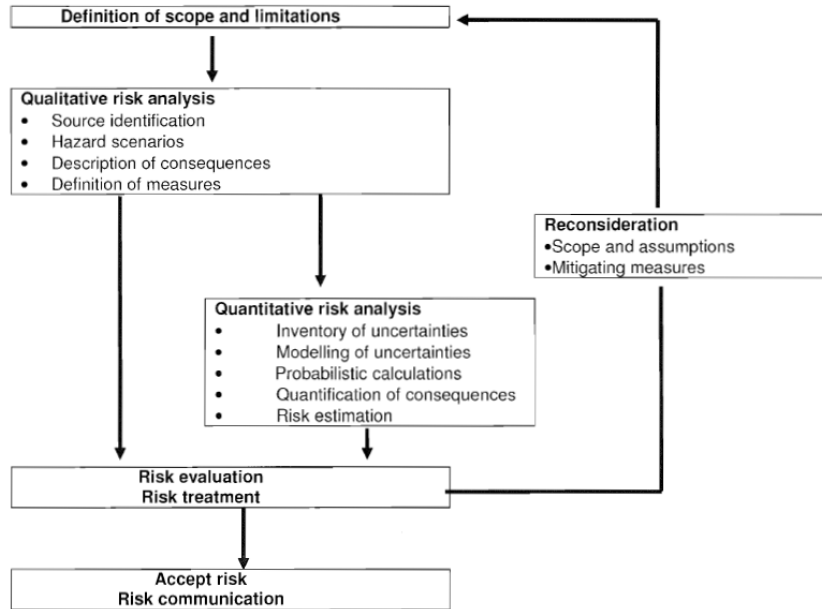 Definition of scope and limitations
Qualitative risk analysis
• Source identification
• Hazard scenarios
• Description of consequences
• Definition of measures
Reconsideration
•Scope and assumptions
•Mitigating measures
Quantitative risk analysis
• Inventory of uncertainties
• Modelling of uncertainties
• Probabilistic calculations
• Quantification of consequences
• Risk estimation
Risk evaluation
Risk treatment
Accept risk
Risk communication